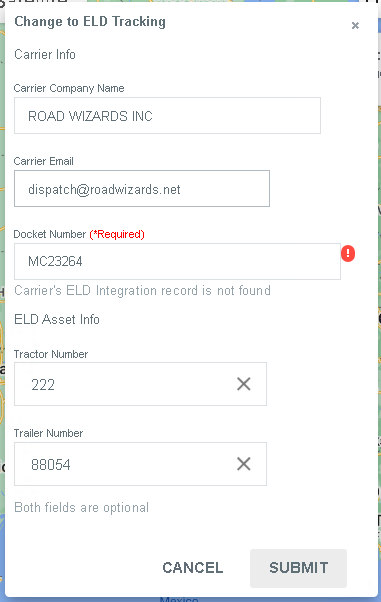 Change to ELD Tracking
×
Carrier Info
Carrier Company Name
ROAD WIZARDS INC
Carrier Email
dispatch@roadwizards.net
Docket Number (*Required)
MC23264
!
Carrier's ELD Integration record is not found
ELD Asset Info
Tractor Number
222
Trailer Number
88054
Both fields are optional
CANCEL
SUBMIT
Mexico